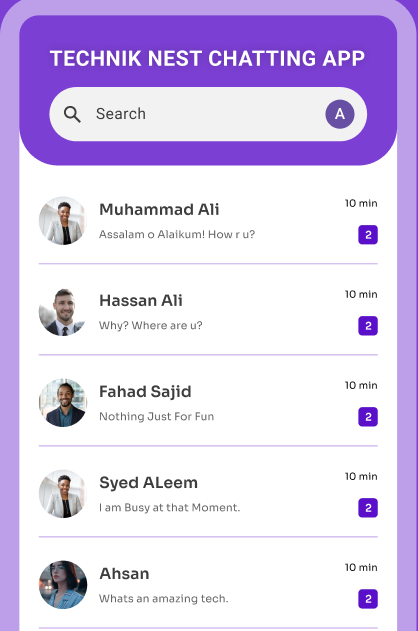 TECHNIK NEST CHATTING APP
Search
A
Muhammad Ali
10 min
Assalam o Alaikum! How r u?
2
Hassan Ali
10 min
Why? Where are u?
2
Fahad Sajid
10 min
Nothing Just For Fun
2
Syed ALeem
10 min
I am Busy at that Moment.
2
Ahsan
10 min
Whats an amazing tech.
2